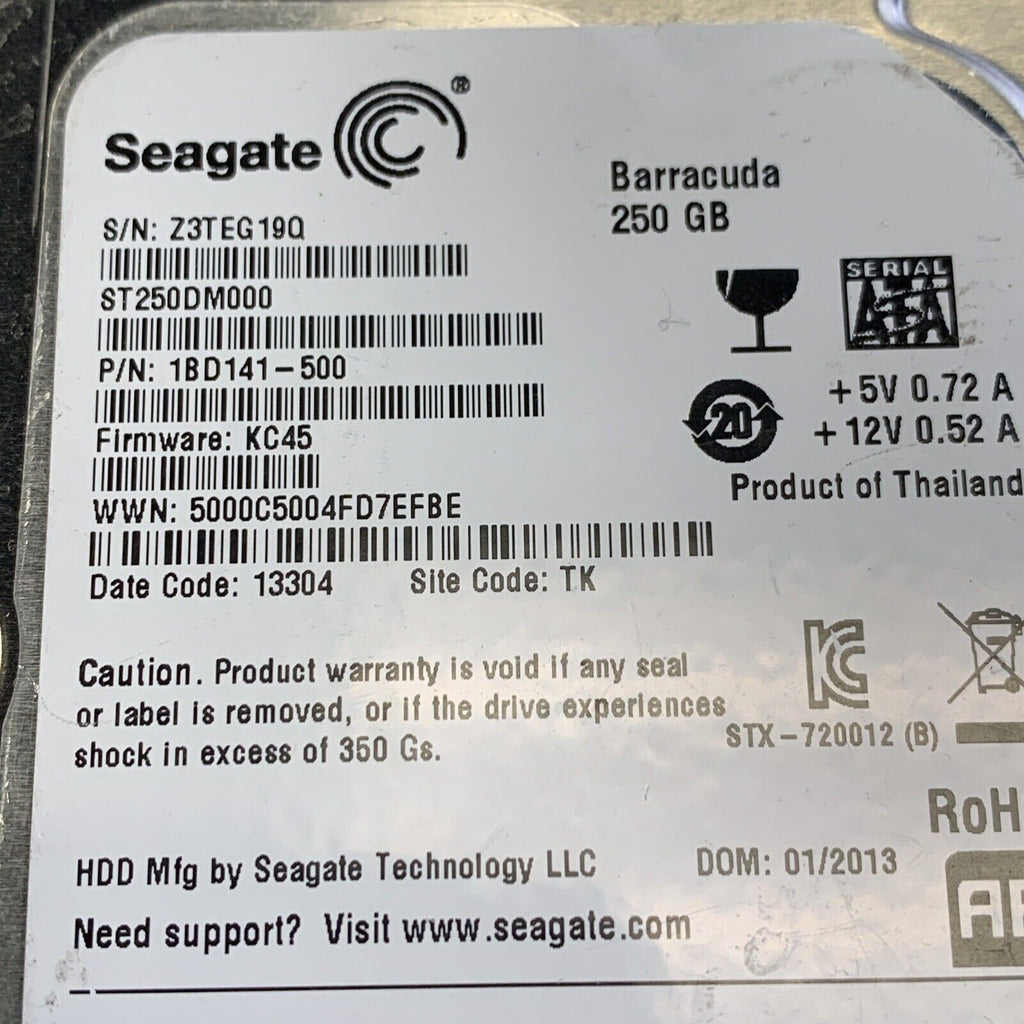 Seagate ®
Barracuda
250 GB
S/N: Z3TEG19Q
ST250DM000
P/N: 1BD141-500
Firmware: KC45
WWN: 5000C5004FD7EFBE
Date Code: 13304 Site Code: TK
SERIAL
ATA
20
+5V 0.72 A
+12V 0.52 A
Product of Thailand
Caution. Product warranty is void if any seal
or label is removed, or if the drive experiences
shock in excess of 350 Gs.
KC
STX-720012 (B)
RoH
HDD Mfg by Seagate Technology LLC
DOM: 01/2013
Need support? Visit www.seagate.com